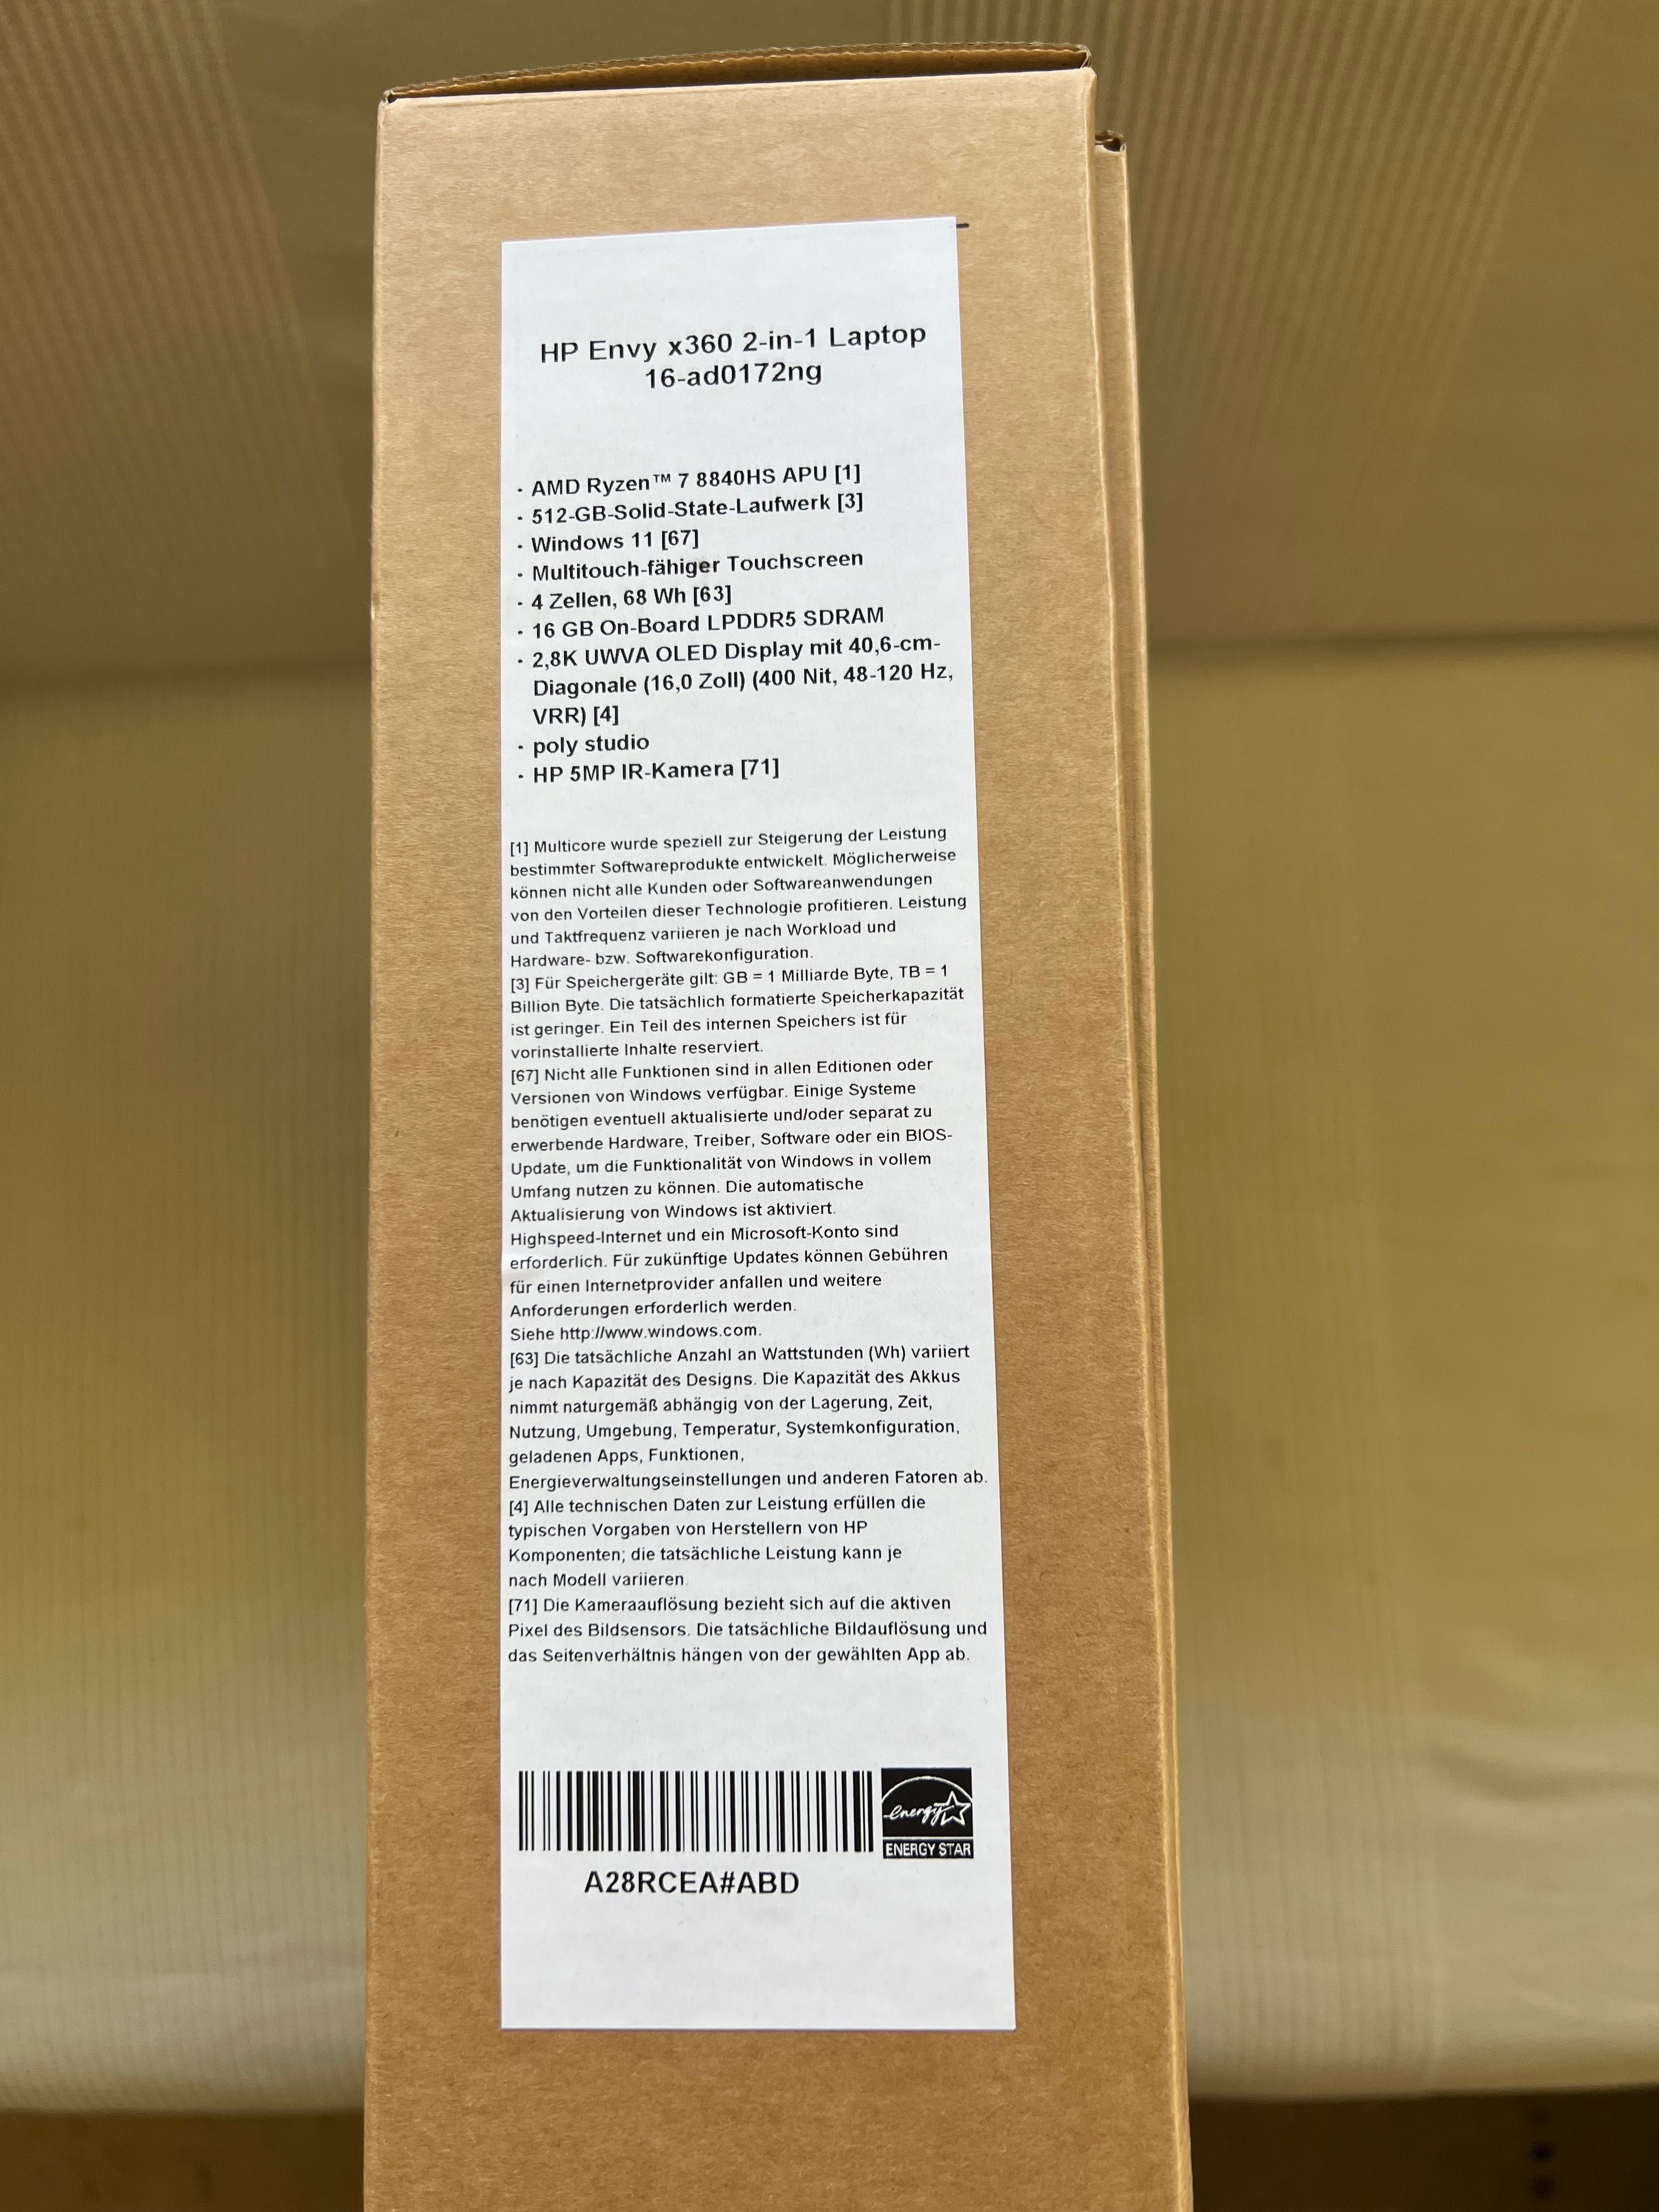 HP Envy x360 2-in-1 Laptop
16-ad0172ng
· AMD Ryzen™ 7 8840HS APU [1]
· 512-GB-Solid-State-Laufwerk [3]
· Windows 11 [67]
· Multitouch-fähiger Touchscreen
· 4 Zellen, 68 Wh [63]
· 16 GB On-Board LPDDR5 SDRAM
· 2,8K UWVA OLED Display mit 40,6-cm-
Diagonale (16,0 Zoll) (400 Nit, 48-120 Hz,
VRR) [4]
· poly studio
· HP 5MP IR-Kamera [71]
[1] Multicore wurde speziell zur Steigerung der Leistung
bestimmter Softwareprodukte entwickelt. Möglicherweise
können nicht alle Kunden oder Softwareanwendungen
von den Vorteilen dieser Technologie profitieren. Leistung
und Taktfrequenz variieren je nach Workload und
Hardware- bzw. Softwarekonfiguration.
[3] Für Speichergeräte gilt: GB = 1 Milliarde Byte, TB = 1
Billion Byte. Die tatsächlich formatierte Speicherkapazität
ist geringer. Ein Teil des internen Speichers ist für
vorinstallierte Inhalte reserviert.
[67] Nicht alle Funktionen sind in allen Editionen oder
Versionen von Windows verfügbar. Einige Systeme
benötigen eventuell aktualisierte und/oder separat zu
erwerbende Hardware, Treiber, Software oder ein BIOS-
Update, um die Funktionalität von Windows in vollem
Umfang nutzen zu können. Die automatische
Aktualisierung von Windows ist aktiviert.
Highspeed-Internet und ein Microsoft-Konto sind
erforderlich. Für zukünftige Updates können Gebühren
für einen Internetprovider anfallen und weitere
Anforderungen erforderlich werden.
Siehe http://www.windows.com.
[63] Die tatsächliche Anzahl an Wattstunden (Wh) variiert
je nach Kapazität des Designs. Die Kapazität des Akkus
nimmt naturgemäß abhängig von der Lagerung, Zeit,
Nutzung, Umgebung, Temperatur, Systemkonfiguration,
geladenen Apps, Funktionen,
Energieverwaltungseinstellungen und anderen Fatoren ab.
[4] Alle technischen Daten zur Leistung erfüllen die
typischen Vorgaben von Herstellern von HP
Komponenten; die tatsächliche Leistung kann je
nach Modell variieren.
[71] Die Kameraauflösung bezieht sich auf die aktiven
Pixel des Bildsensors. Die tatsächliche Bildauflösung und
das Seitenverhältnis hängen von der gewählten App ab.
energy
ENERGY STAR
A28RCEA#ABD